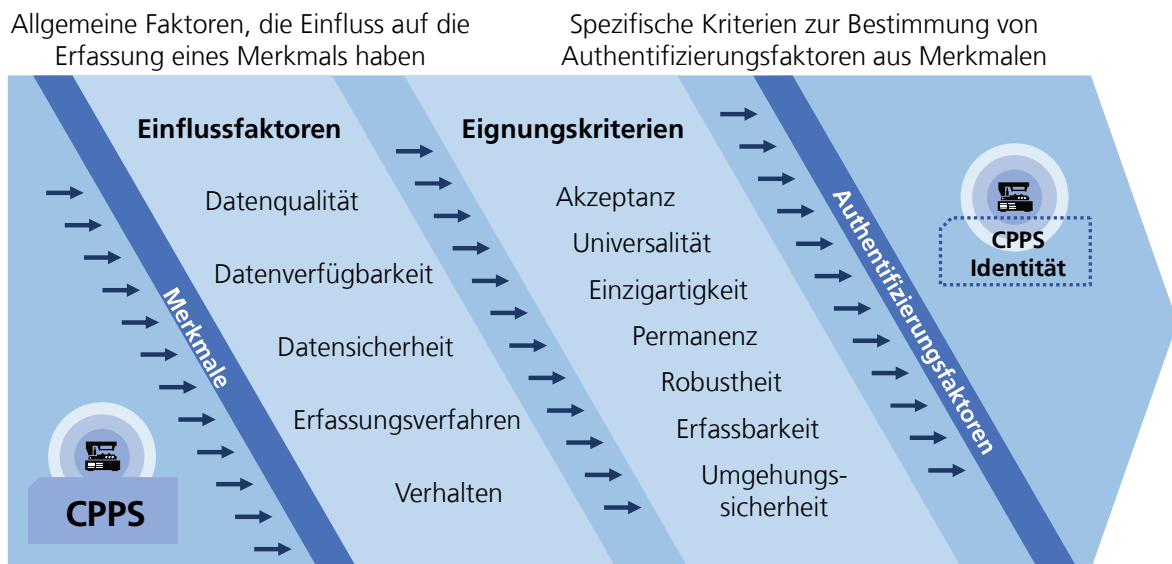 Allgemeine Faktoren, die Einfluss auf die
Erfassung eines Merkmals haben
Spezifische Kriterien zur Bestimmung von
Authentifizierungsfaktoren aus Merkmalen
CPPS
Merkmale
Einflussfaktoren
Datenqualität
Datenverfügbarkeit
Datensicherheit
Erfassungsverfahren
Verhalten
Eignungskriterien
Akzeptanz
Universalität
Einzigartigkeit
Permanenz
Robustheit
Erfassbarkeit
Umgehungs-
sicherheit
Authentifizierungsfaktoren
CPPS
Identität